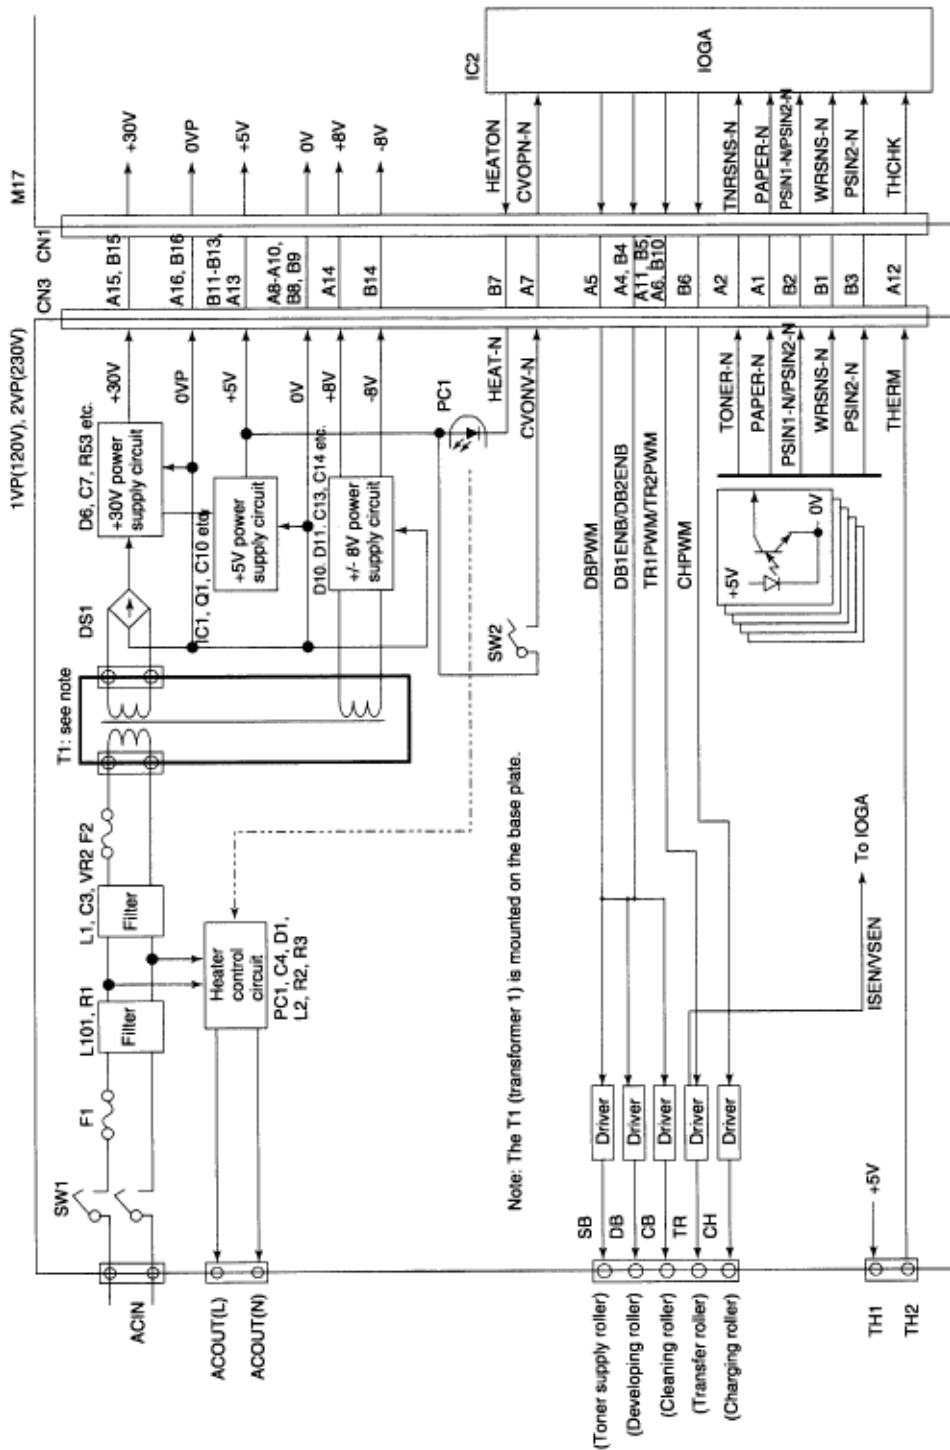 M17
CN1
CN3
1VP(120V), 2VP(230V)
+30V
0VP
+5V
0V
+8V
-8V
HEATON
CVOPN-N
IC2
IOGA
TNRSNS-N
PAPER-N
PSIN1-N/PSIN2-N
WRSNS-N
PSIN2-N
THCHK
A15, B15
A16, B16
B11-B13,
A13
A8-A10,
B8, B9
A14
B14
B7
A7
A5
A4, B4
A11, B5,
A6, B10
B6
A2
A1
B2
B1
B3
A12
+30V
0VP
+5V
0V
+8V
-8V
HEAT-N
CVONV-N
PC1
TONER-N
PAPER-N
PSIN1-N/PSIN2-N
WRSNS-N
PSIN2-N
THERM
D6, C7, R53 etc.
+30V power
supply circuit
IC1, Q1, C10 etc.
+5V power
supply circuit
D10. D11, C13, C14 etc.
+/- 8V power
supply circuit
DS1
SW2
DBPWM
DB1ENB/DB2ENB
TR1PWM/TR2PWM
CHPWM
+5V
0V
T1: see note
L1, C3, VR2 F2
Filter
L101, R1
Filter
F1
SW1
Heater
control
circuit
PC1, C4, D1,
L2, R2, R3
Note: The T1 (transformer 1) is mounted on the base plate.
To IOGA
ISEN/VSEN
Driver
Driver
Driver
Driver
Driver
SB
DB
CB
TR
CH
+5V
ACIN
ACOUT(L)
ACOUT(N)
(Toner supply roller)
(Developing roller)
(Cleaning roller)
(Transfer roller)
(Charging roller)
TH1
TH2